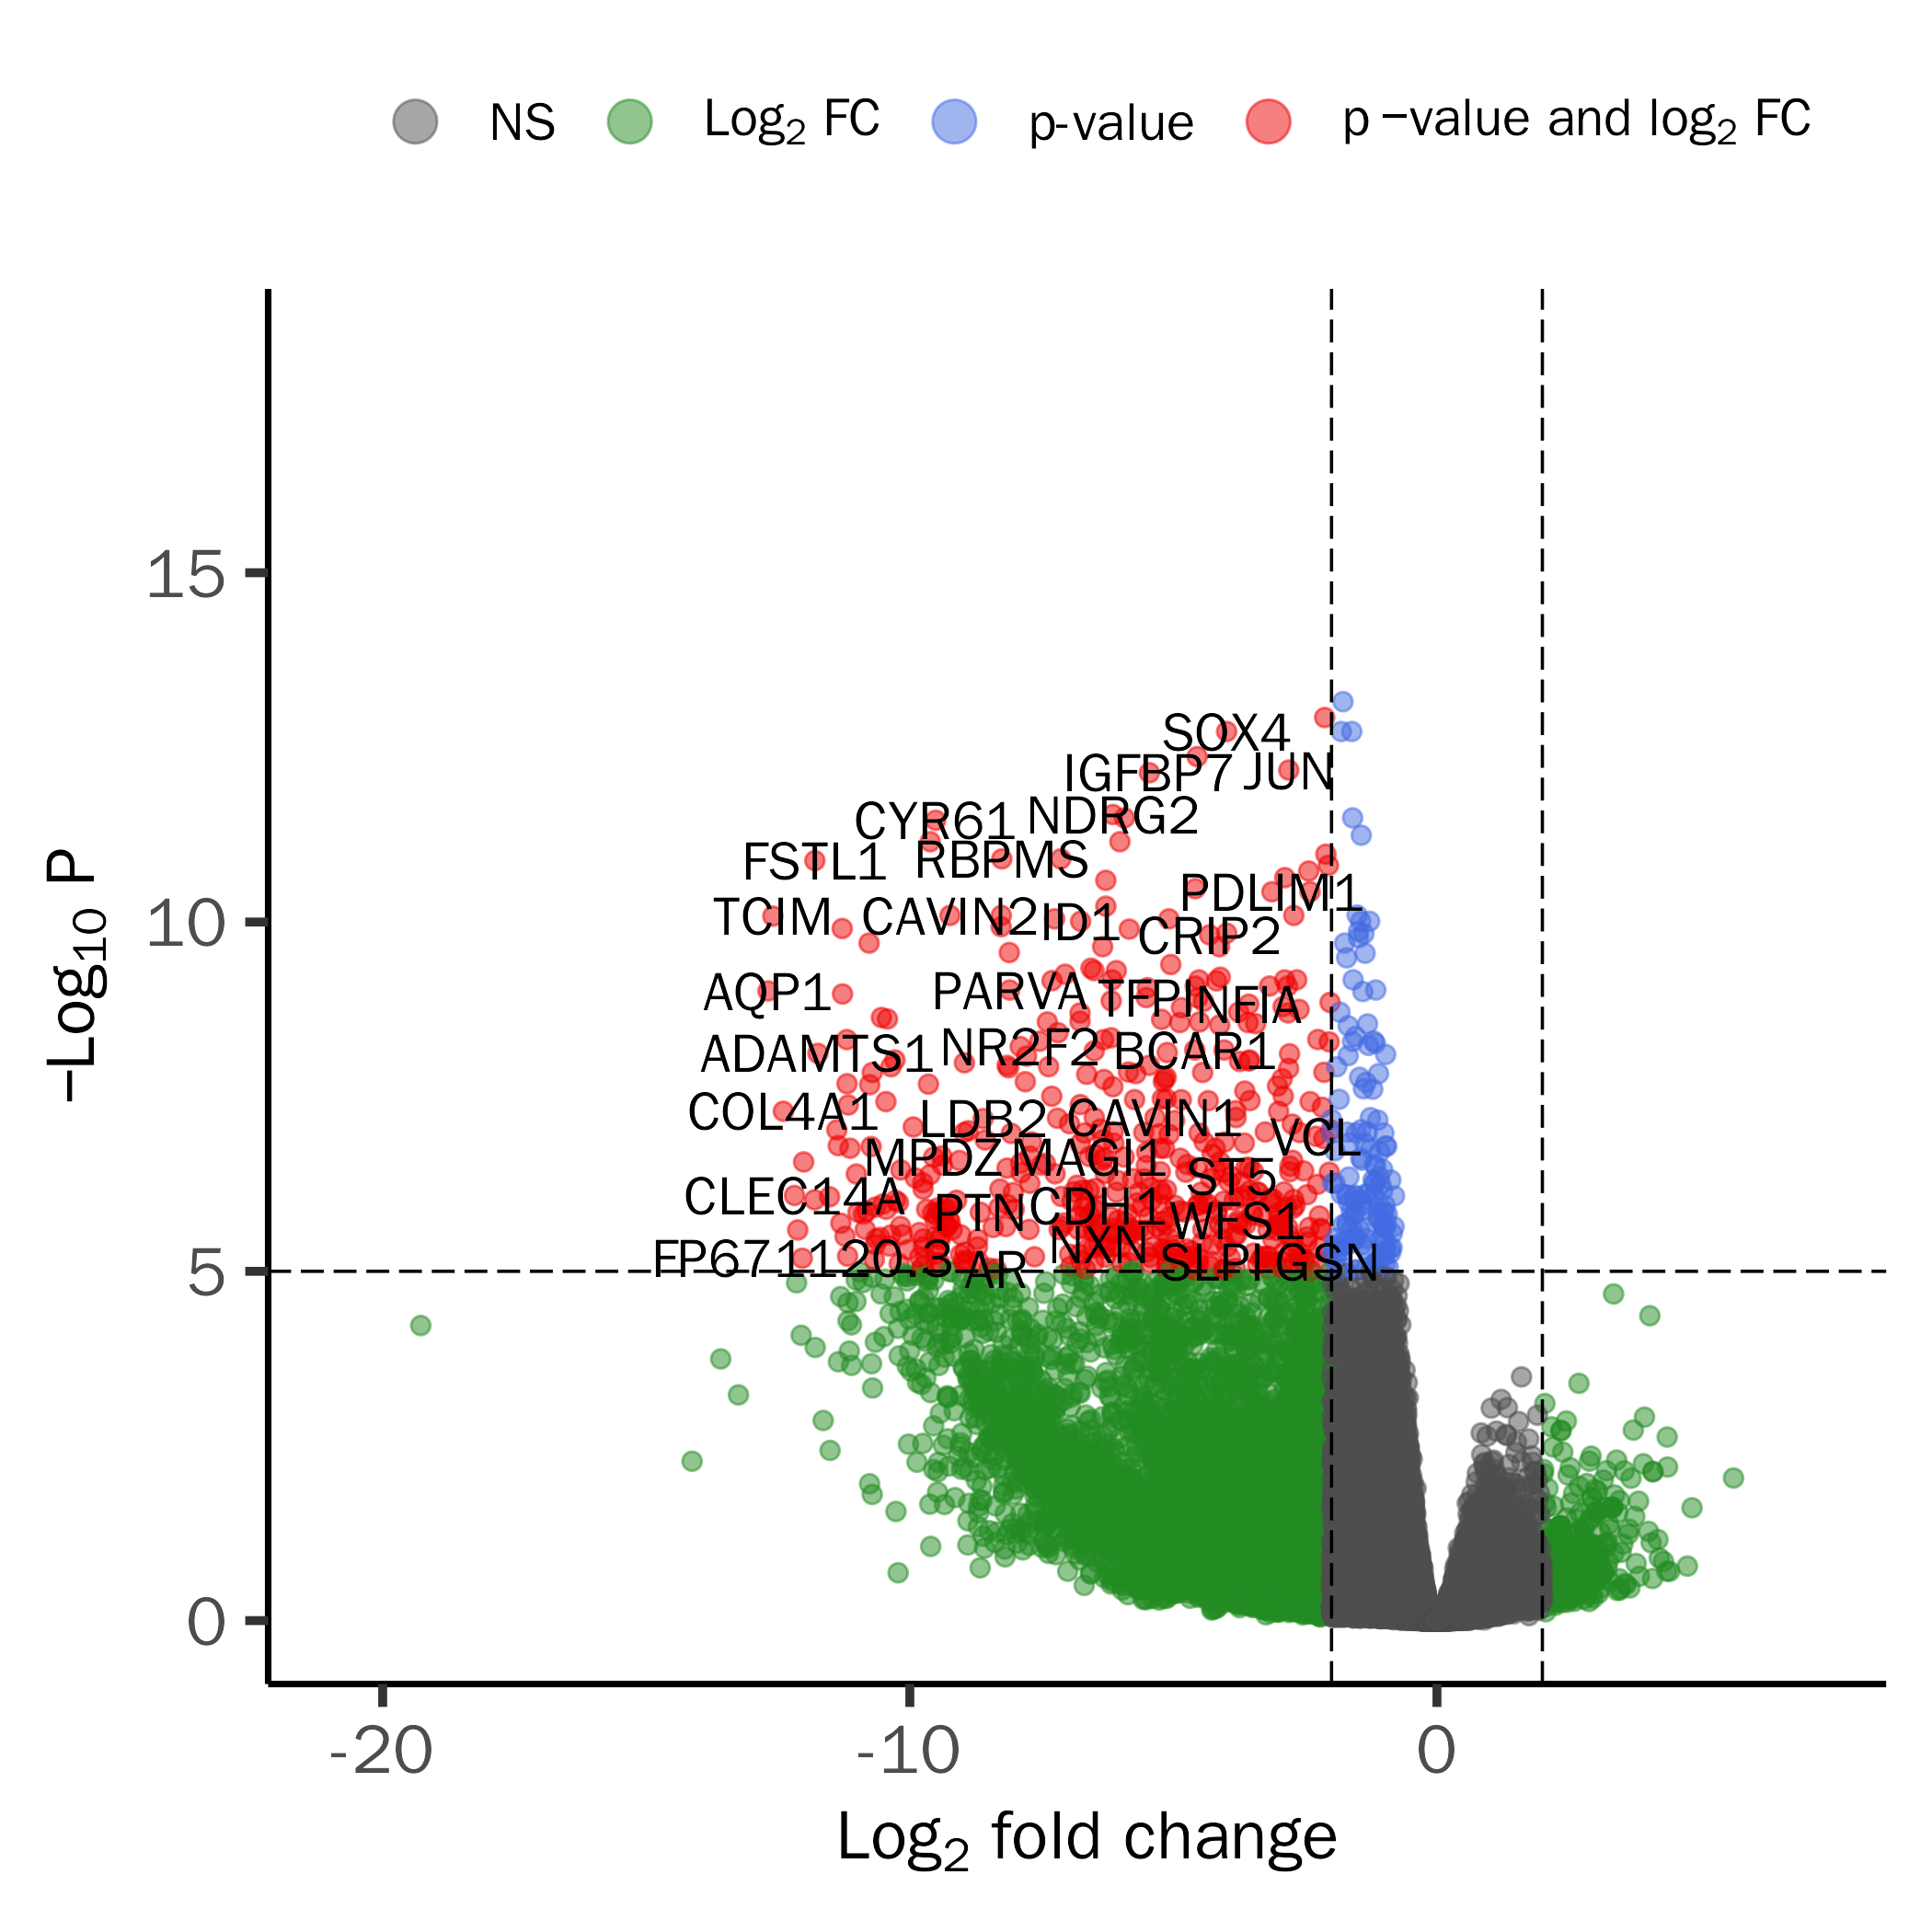 NS Log2 FC p-value p −value and log2 FC
−Log10 P
15
10
5
0
SOX4
IGFBP7 JUN
CYR61 NDRG2
FSTL1 RBPMS
PDLIM1
TCIM CAVIN2 ID1 CRIP2
AQP1 PARVA TFPI NFIA
ADAMTS1 NR2F2 BCAR1
COL4A1 LDB2 CAVIN1 VCL
MPDZ MAGI1 ST5
CLEC14A PTN CDH1 WFS1
FP671120.3 AR NXN SLPI GSN
-20 -10 0
Log2 fold change